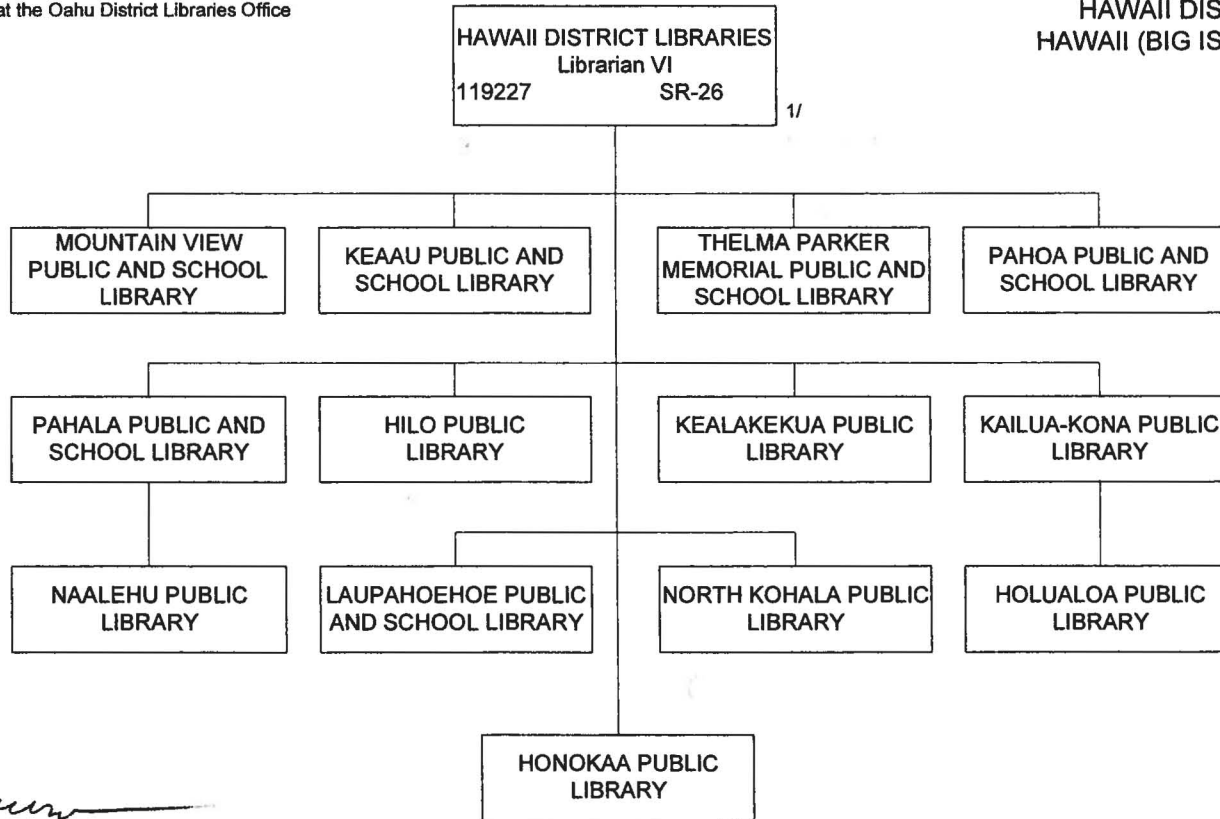 at the Oahu District Libraries Office
HAWAII DIS
HAWAII (BIG IS
HAWAII DISTRICT LIBRARIES
Librarian VI
119227 SR-26
1/
MOUNTAIN VIEW
PUBLIC AND SCHOOL
LIBRARY
KEAAU PUBLIC AND
SCHOOL LIBRARY
THELMA PARKER
MEMORIAL PUBLIC AND
SCHOOL LIBRARY
PAHOA PUBLIC AND
SCHOOL LIBRARY
PAHALA PUBLIC AND
SCHOOL LIBRARY
HILO PUBLIC
LIBRARY
KEALAKEKUA PUBLIC
LIBRARY
KAILUA-KONA PUBLIC
LIBRARY
NAALEHU PUBLIC
LIBRARY
LAUPAHOEHOE PUBLIC
AND SCHOOL LIBRARY
NORTH KOHALA PUBLIC
LIBRARY
HOLUALOA PUBLIC
LIBRARY
HONOKAA PUBLIC
LIBRARY